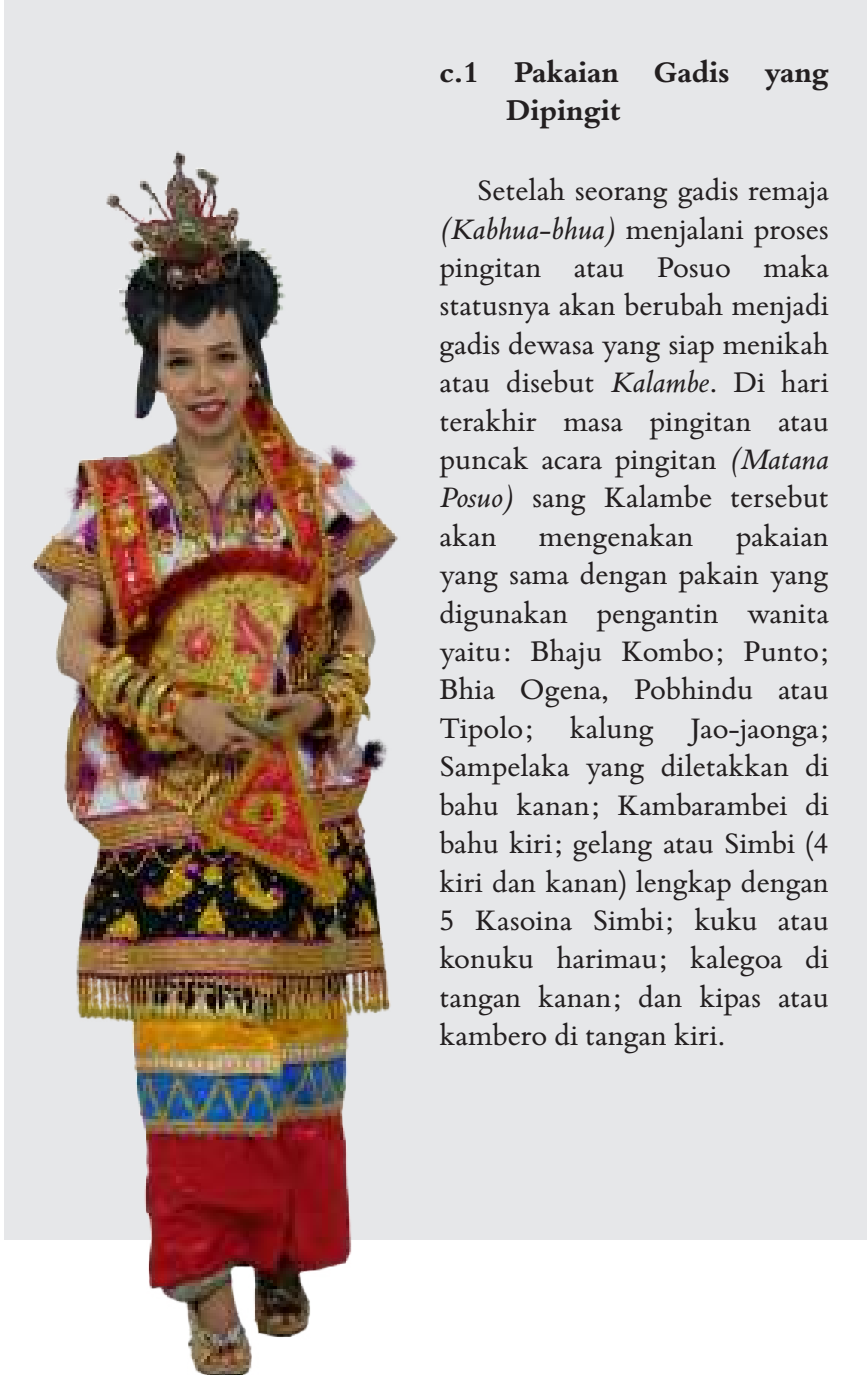 c.1 Pakaian Gadis yang
Dipingit
Setelah seorang gadis remaja
(Kabhua-bhua) menjalani proses
pingitan atau Posuo maka
statusnya akan berubah menjadi
gadis dewasa yang siap menikah
atau disebut Kalambe. Di hari
terakhir masa pingitan atau
puncak acara pingitan (Matana
Posuo) sang Kalambe tersebut
akan mengenakan pakaian
yang sama dengan pakain yang
digunakan pengantin wanita
yaitu: Bhaju Kombo; Punto;
Bhia Ogena, Pobhindu atau
Tipolo; kalung Jao-jaonga;
Sampelaka yang diletakkan di
bahu kanan; Kambarambei di
bahu kiri; gelang atau Simbi (4
kiri dan kanan) lengkap dengan
5 Kasoina Simbi; kuku atau
konuku harimau; kalegoa di
tangan kanan; dan kipas atau
kambero di tangan kiri.